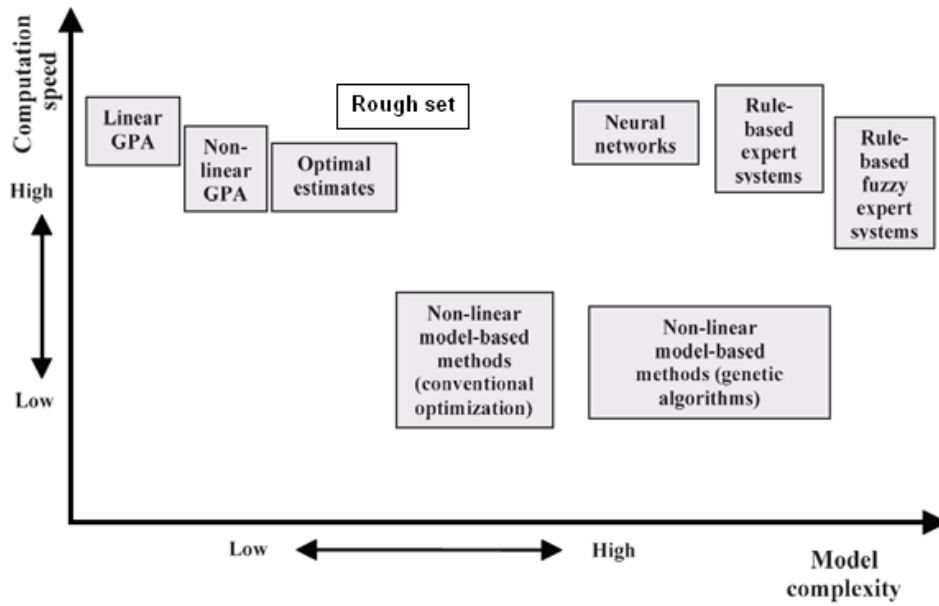 Computation
speed
Linear
GPA
Non-
linear
GPA
Optimal
estimates
Rough set
Neural
networks
Rule-
based
expert
systems
Rule-
based
fuzzy
expert
systems
High
Low
Non-linear
model-based
methods
(conventional
optimization)
Non-linear
model-based
methods (genetic
algorithms)
Low
High
Model
complexity